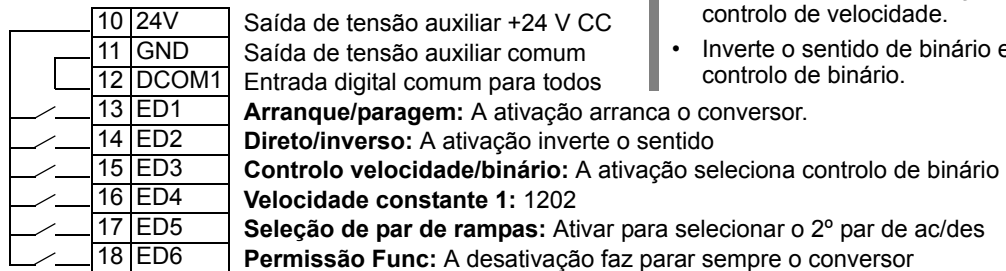 10 24V Saída de tensão auxiliar +24 V CC
11 GND Saída de tensão auxiliar comum
12 DCOM1 Entrada digital comum para todos
13 ED1 Arranque/paragem: A ativação arranca o conversor.
14 ED2 Direto/inverso: A ativação inverte o sentido
15 ED3 Controlo velocidade/binário: A ativação seleciona controlo de binário
16 ED4 Velocidade constante 1: 1202
17 ED5 Seleção de par de rampas: Ativar para selecionar o 2º par de ac/des
18 ED6 Permissão Func: A desativação faz parar sempre o conversor
controlo de velocidade.
• Inverte o sentido de binário
controlo de binário.